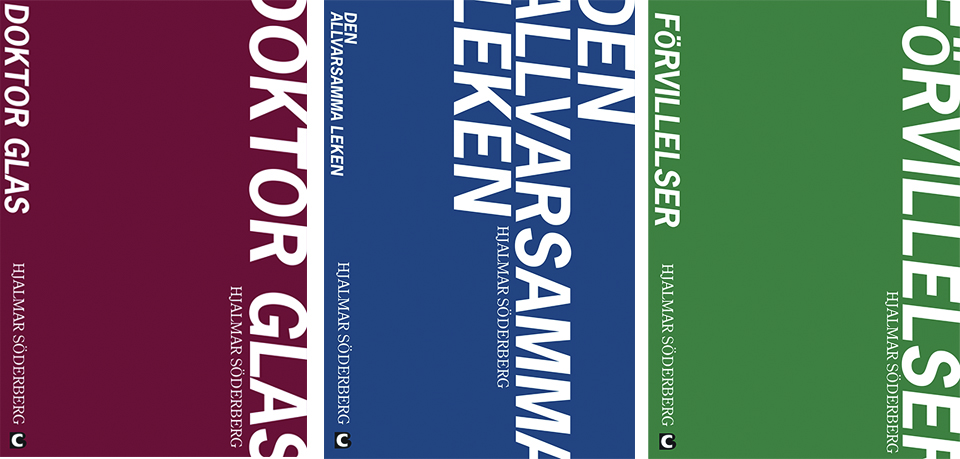 DOKTOR GLAS
HJALMAR SÖDERBERG
C
DOKTOR GLAS
HJALMAR SÖDERBERG
DEN
ALLVARSAMMA LEKEN
HJALMAR SÖDERBERG
C
DEN
ALLVARSAMMA
LEKEN
HJALMAR SÖDERBERG
FÖRVILLELSER
HJALMAR SÖDERBERG
C
FÖRVILLELSER
HJALMAR SÖDERBERG